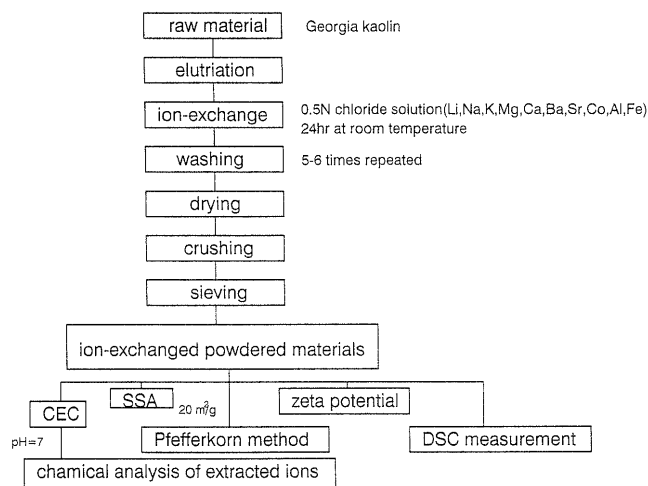 raw material Georgia kaolin
elutriation
ion-exchange 0.5N chloride solution(Li,Na,K,Mg,Ca,Ba,Sr,Co,Al,Fe)
24hr at room temperature
washing 5-6 times repeated
drying
crushing
sieving
ion-exchanged powdered materials
CEC SSA 20 m²/g zeta potential
pH=7 Pfefferkorn method DSC measurement
chamical analysis of extracted ions